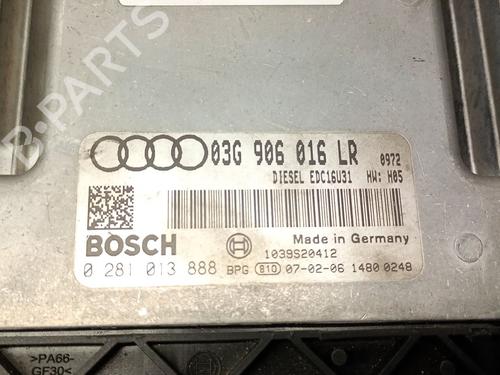 B-PARTS
03G 906 016 LR 0972
DIESEL EDC16U31 HW: H05
BOSCH
Made in Germany
1039S20412
0 281 013 888 BPG 810 07-02-06 1480 0248
>PA66-
GF30<